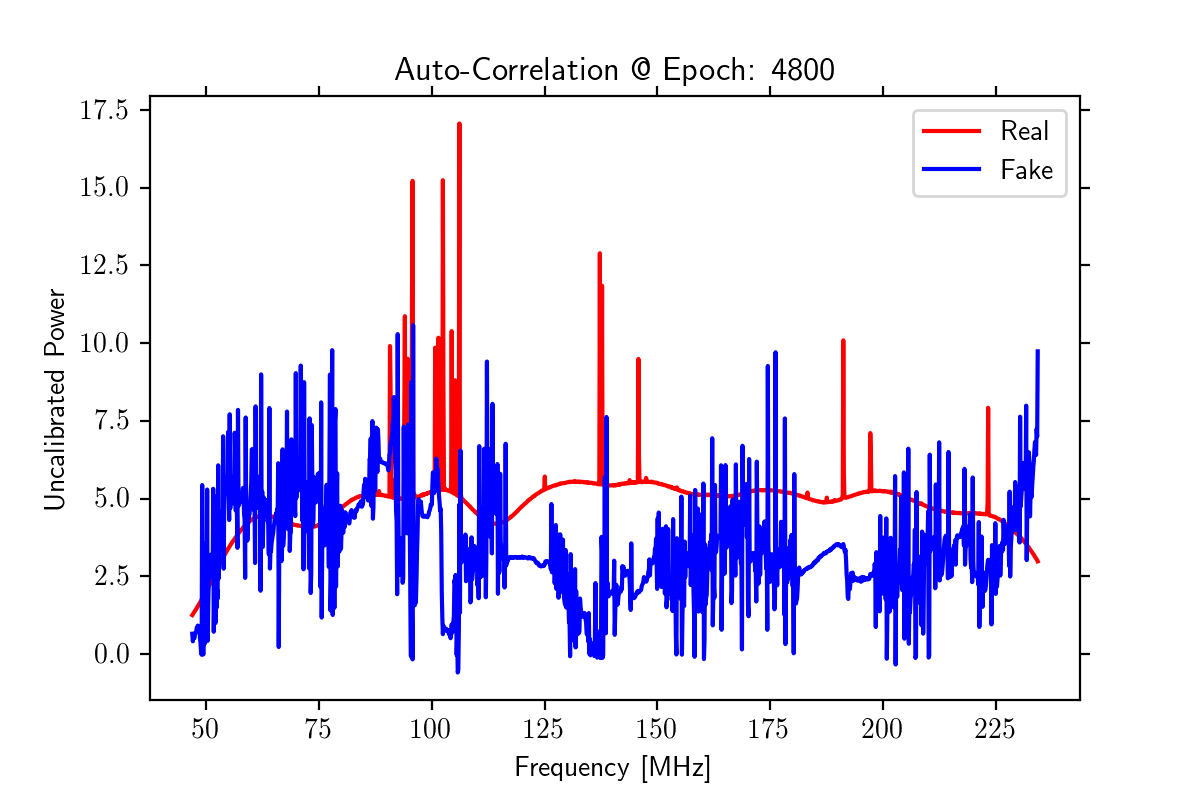 Auto-Correlation @ Epoch: 4800
Real
Fake
17.5
15.0
12.5
10.0
7.5
5.0
2.5
0.0
Uncalibrated Power
50 75 100 125 150 175 200 225
Frequency [MHz]